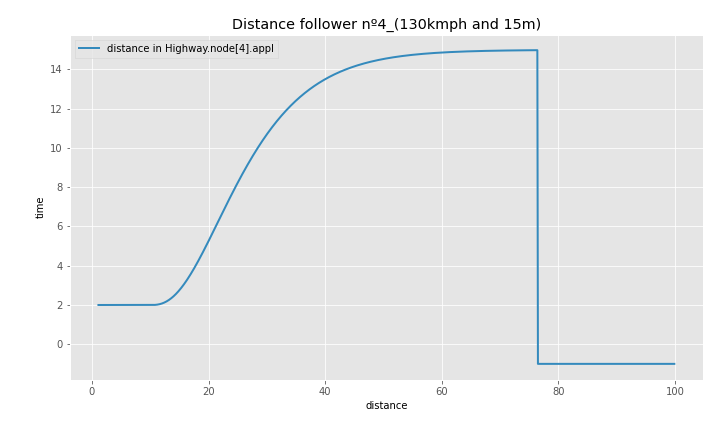 Distance follower nº4_(130kmph and 15m)
distance in Highway.node[4].appl
14
12
10
8
6
4
2
0
time
0 20 40 60 80 100
distance